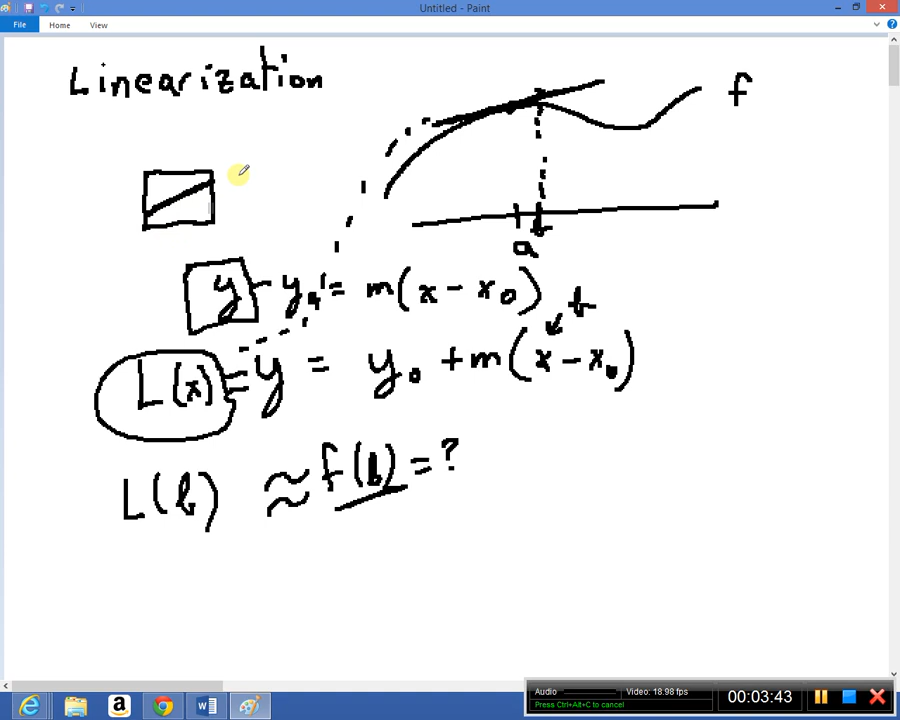 Untitled - Paint
File Home View
Linearization
f
a b
y - y₀ = m(x - x₀)
b
L(x) = y = y₀ + m(x - x₀)
L(b) ≈ f(b) = ?
Audio Video: 18.98 fps
Press Ctrl+Alt+C to cancel
00:03:43